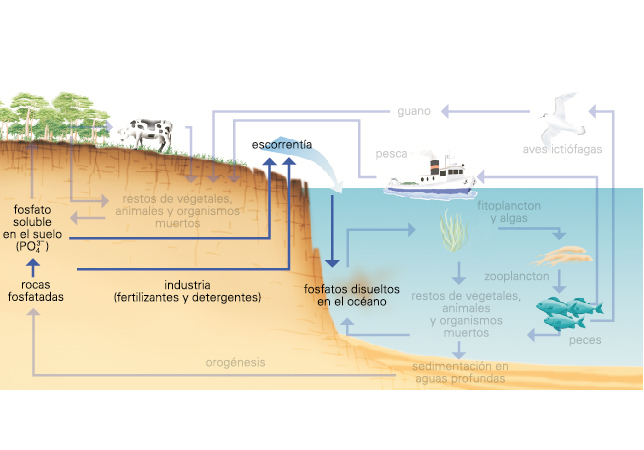 guano
aves ictiófagas
escorrentía
pesca
restos de vegetales,
animales y organismos
muertos
fosfato
soluble
en el suelo
(PO₄³⁻)
fitoplancton
y algas
zooplancton
rocas
fosfatadas
industria
(fertilizantes y detergentes)
fosfatos disueltos
en el océano
restos de vegetales,
animales
y organismos
muertos
peces
orogénesis
sedimentación en
aguas profundas